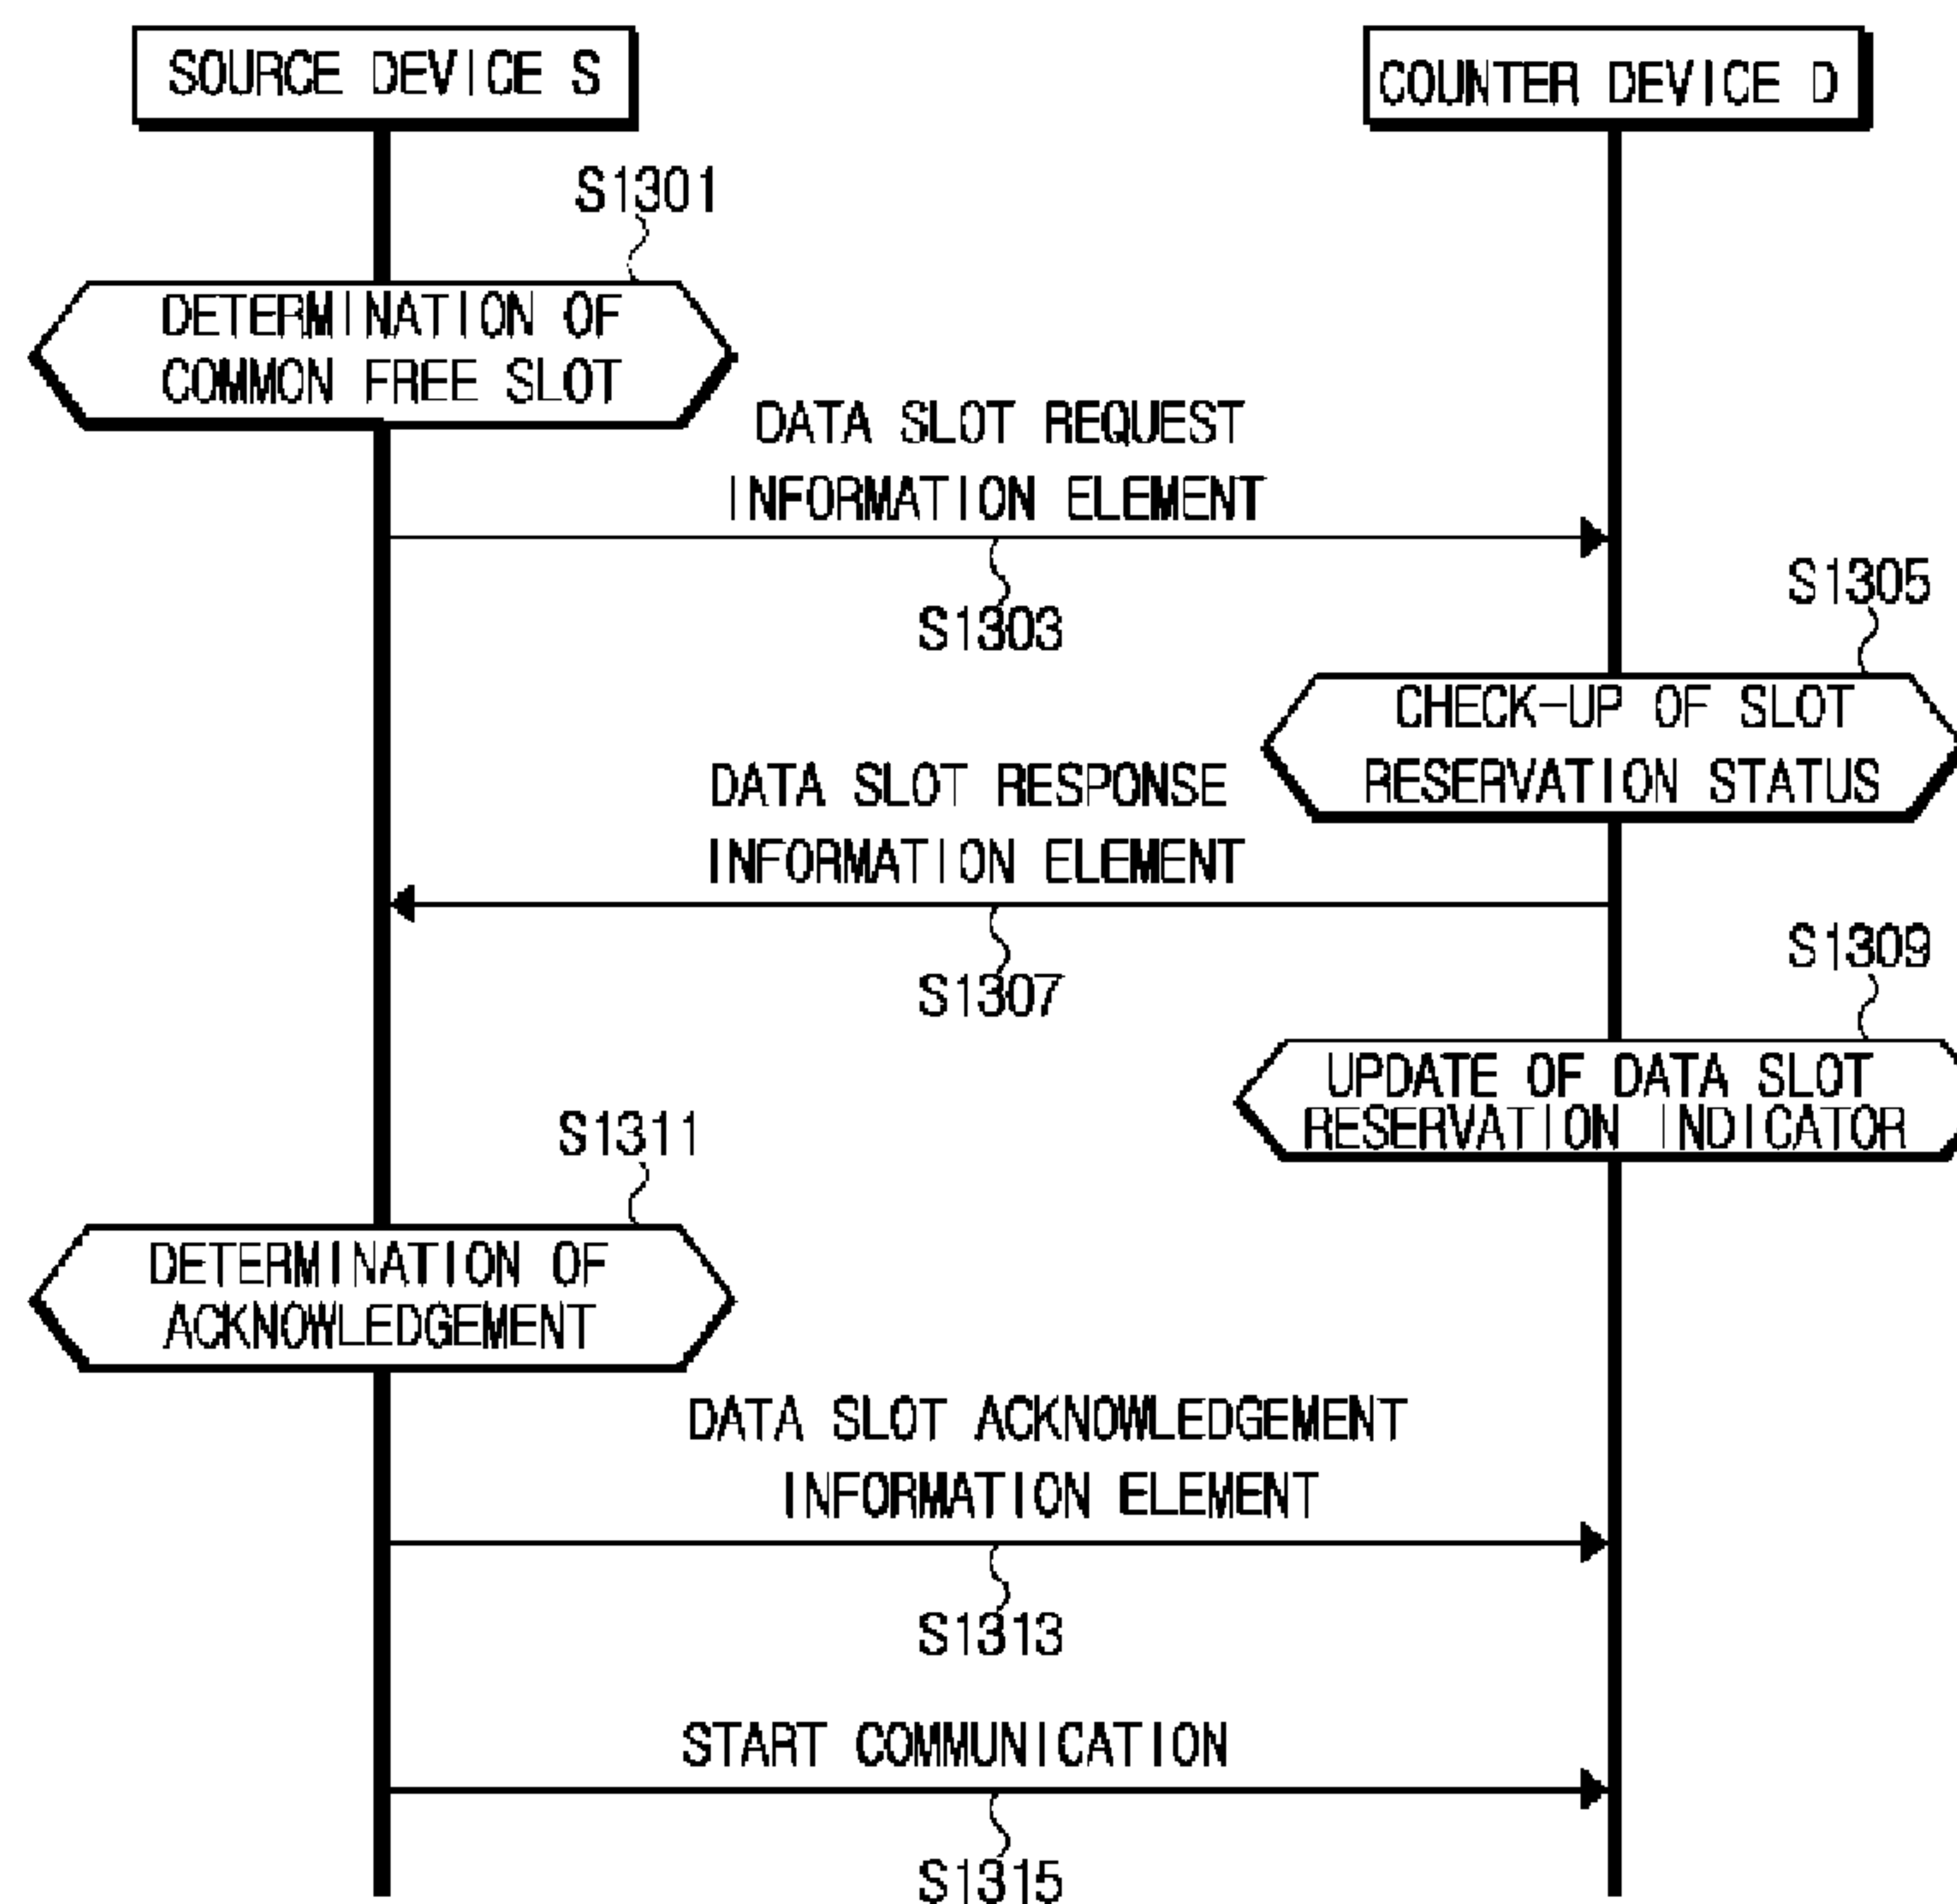 SOURCE DEVICE S
COUNTER DEVICE D
S1301
DETERMINATION OF
COMMON FREE SLOT
DATA SLOT REQUEST
INFORMATION ELEMENT
S1303
S1305
CHECK-UP OF SLOT
RESERVATION STATUS
DATA SLOT RESPONSE
INFORMATION ELEMENT
S1307
S1309
UPDATE OF DATA SLOT
RESERVATION INDICATOR
S1311
DETERMINATION OF
ACKNOWLEDGEMENT
DATA SLOT ACKNOWLEDGEMENT
INFORMATION ELEMENT
S1313
START COMMUNICATION
S1315